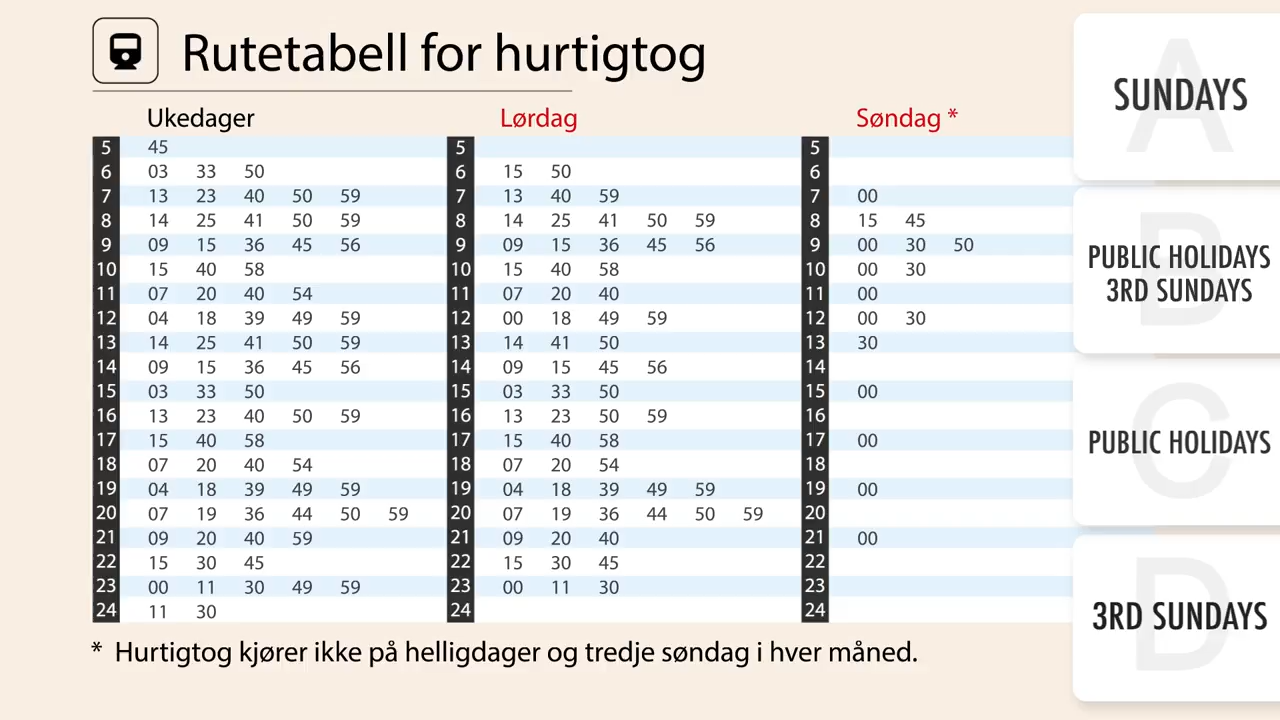 Rutetabell for hurtigtog
Ukedager Lørdag Søndag *
5 45 5 5
6 03 33 50 6 15 50 6
7 13 23 40 50 59 7 13 40 59 7 00
8 14 25 41 50 59 8 14 25 41 50 59 8 15 45
9 09 15 36 45 56 9 09 15 36 45 56 9 00 30 50
10 15 40 58 10 15 40 58 10 00 30
11 07 20 40 54 11 07 20 40 11 00
12 04 18 39 49 59 12 00 18 49 59 12 00 30
13 14 25 41 50 59 13 14 41 50 13 30
14 09 15 36 45 56 14 09 15 45 56 14
15 03 33 50 15 03 33 50 15 00
16 13 23 40 50 59 16 13 23 50 59 16
17 15 40 58 17 15 40 58 17 00
18 07 20 40 54 18 07 20 54 18
19 04 18 39 49 59 19 04 18 39 49 59 19 00
20 07 19 36 44 50 59 20 07 19 36 44 50 59 20
21 09 20 40 59 21 09 20 40 21 00
22 15 30 45 22 15 30 45 22
23 00 11 30 49 59 23 00 11 30 23
24 11 30 24 24
* Hurtigtog kjører ikke på helligdager og tredje søndag i hver måned.
A
SUNDAYS
B
PUBLIC HOLIDAYS
3RD SUNDAYS
C
PUBLIC HOLIDAYS
D
3RD SUNDAYS